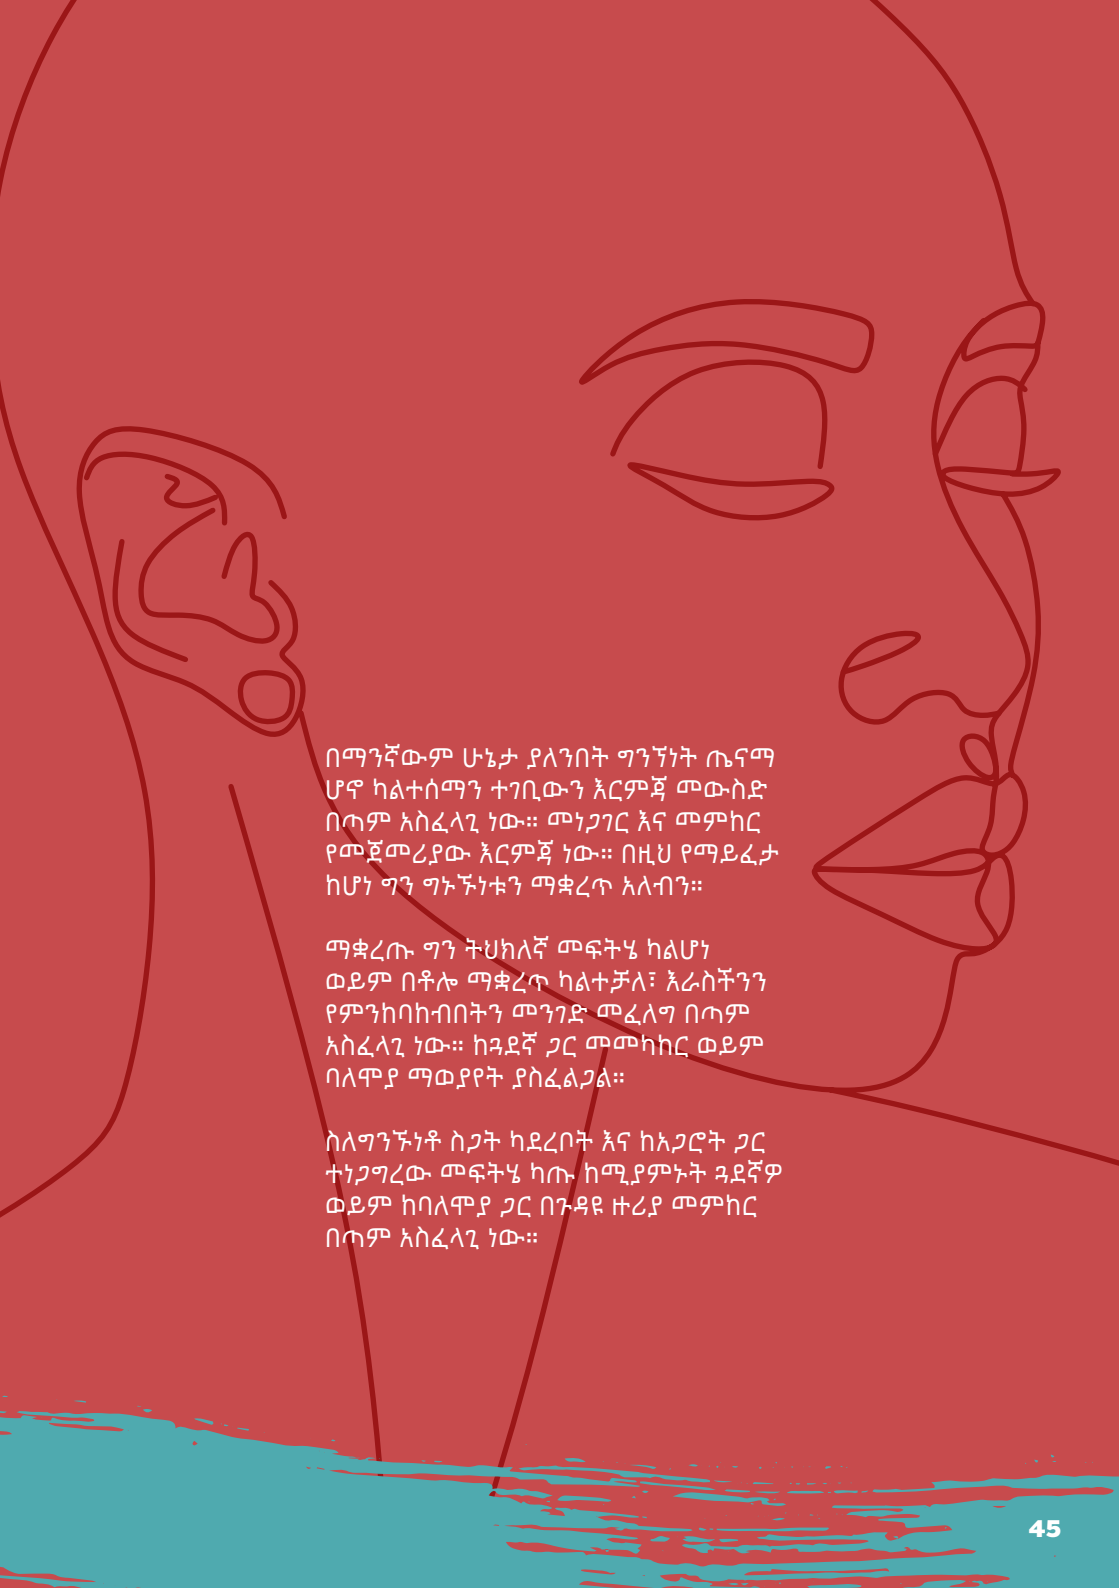 በማንኛውም ሁኔታ ያለንበት ግንኝነት ጤናማ
ሆኖ ካልተሰማን ተገቢውን እርምጃ መውስድ
በጣም አስፈላጊ ነው። መነጋገር እና መምከር
የመጀመሪያው እርምጃ ነው። በዚህ የማይፈታ
ከሆነ ግን ግኑኙነቱን ማቋረጥ አለብን።
ማቋረጡ ግን ትህክለኛ መፍትሄ ካልሆነ
ወይም በቶሎ ማቋረጥ ካልተቻለ፣ እራስችንን
የምንከባከብበትን መንገድ መፈለግ በጣም
አስፈላጊ ነው። ከጓደኛ ጋር መመካከር ወይም
ባለሞያ ማወያየት ያስፈልጋል።
ስለግንኙነቶ ስጋት ካደረቦት እና ከአጋሮት ጋር
ተነጋግረው መፍትሄ ካጡ ከሚያምኑት ጓደኛዎ
ወይም ከባለሞያ ጋር በጉዳዩ ዙሪያ መምከር
በጣም አስፈላጊ ነው።
45